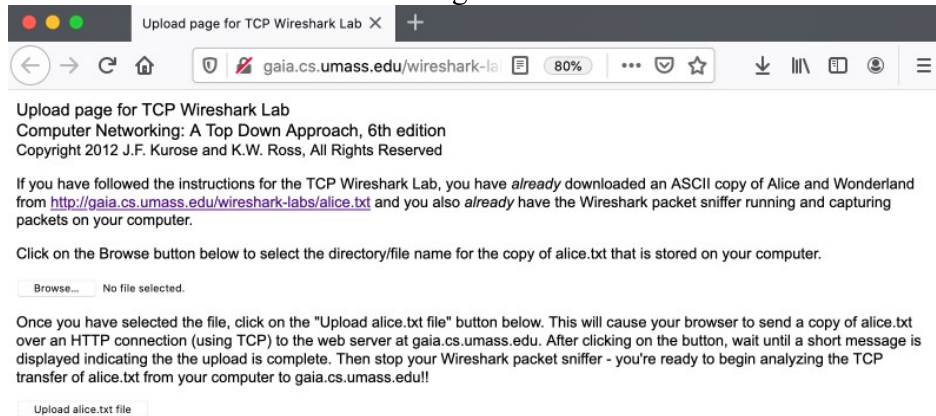 Upload page for TCP Wireshark Lab
gaia.cs.umass.edu/wireshark-la
80%
Upload page for TCP Wireshark Lab
Computer Networking: A Top Down Approach, 6th edition
Copyright 2012 J.F. Kurose and K.W. Ross, All Rights Reserved
If you have followed the instructions for the TCP Wireshark Lab, you have already downloaded an ASCII copy of Alice and Wonderland
from http://gaia.cs.umass.edu/wireshark-labs/alice.txt and you also already have the Wireshark packet sniffer running and capturing
packets on your computer.
Click on the Browse button below to select the directory/file name for the copy of alice.txt that is stored on your computer.
Browse... No file selected.
Once you have selected the file, click on the "Upload alice.txt file" button below. This will cause your browser to send a copy of alice.txt
over an HTTP connection (using TCP) to the web server at gaia.cs.umass.edu. After clicking on the button, wait until a short message is
displayed indicating the the upload is complete. Then stop your Wireshark packet sniffer - you're ready to begin analyzing the TCP
transfer of alice.txt from your computer to gaia.cs.umass.edu!!
Upload alice.txt file